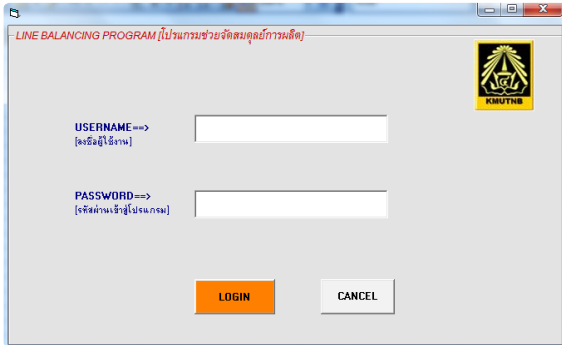 LINE BALANCING PROGRAM [โปรแกรมช่วยจัดสมดุลย์การผลิต]
KMUTNB
USERNAME==>
[ลงชื่อผู้ใช้งาน]
PASSWORD==>
[รหัสผ่านเข้าสู่โปรแกรม]
LOGIN
CANCEL